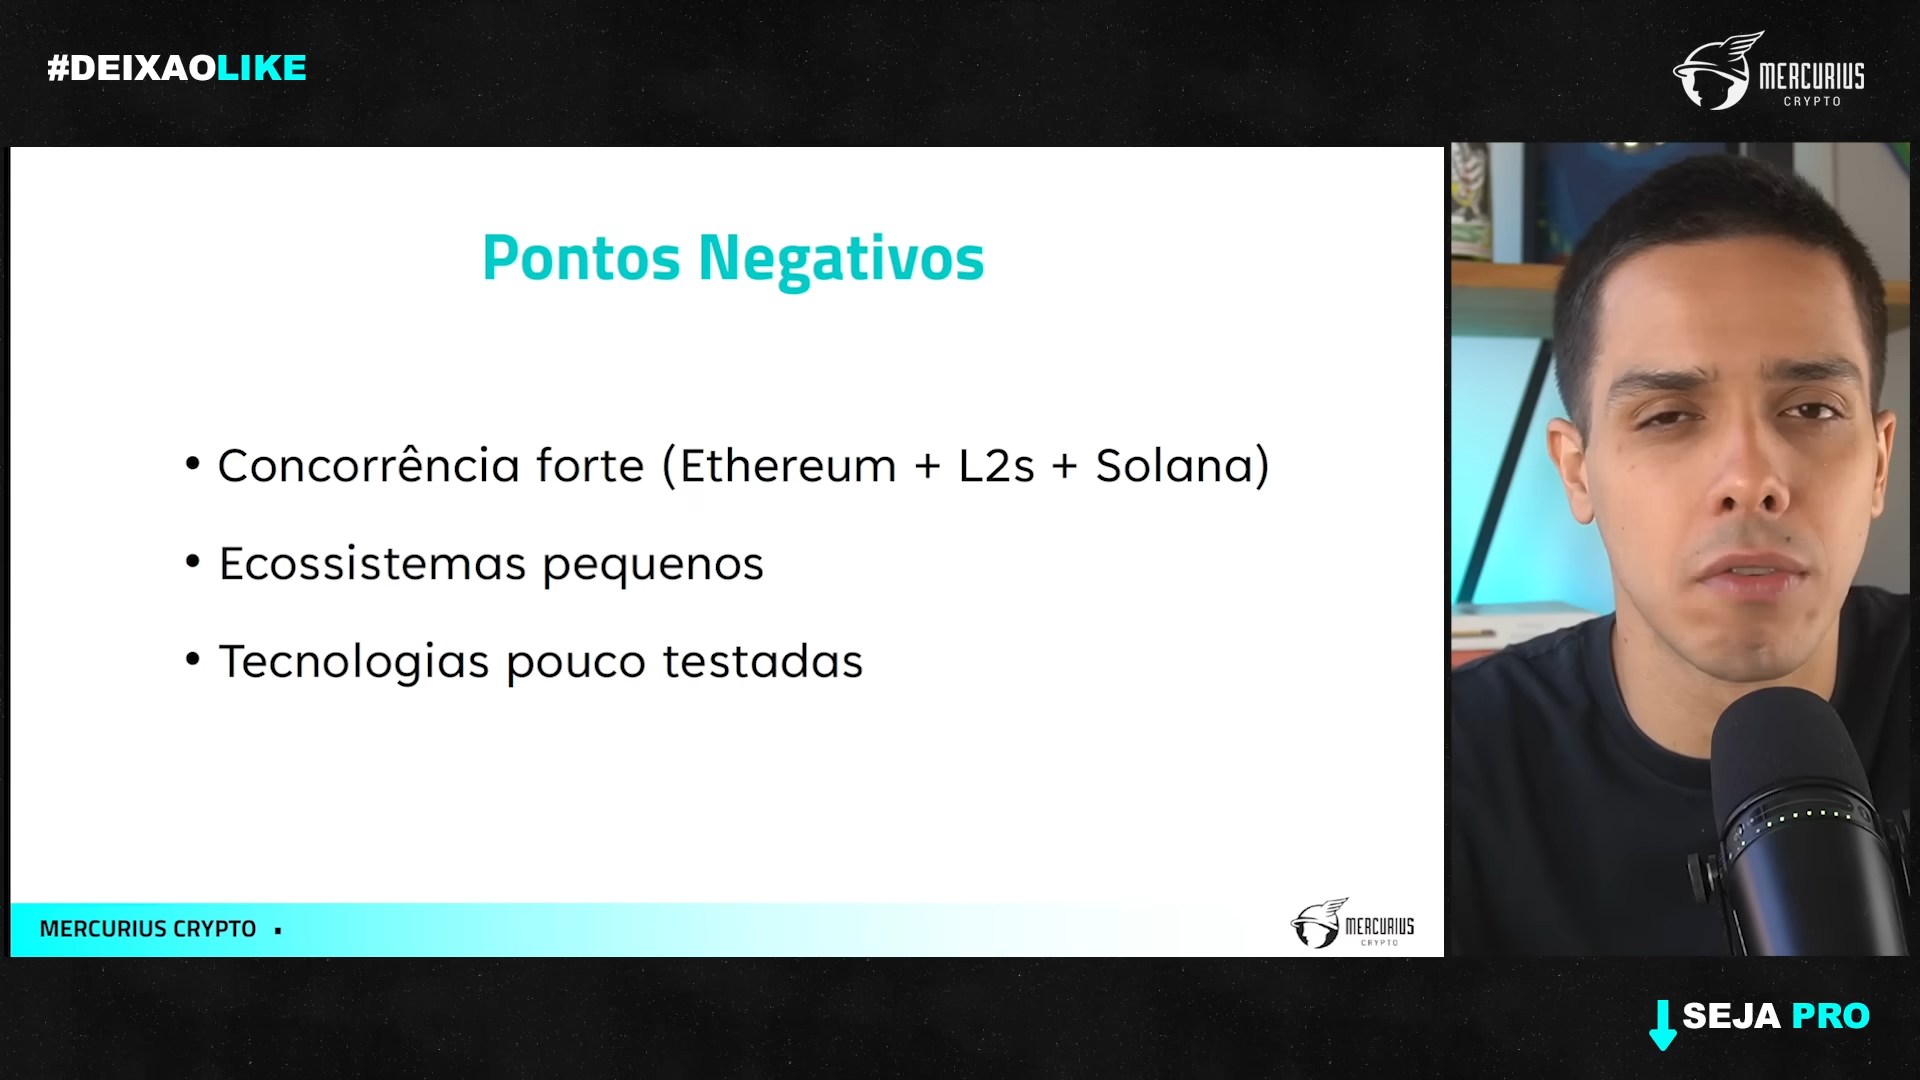 #DEIXAOLIKE
MERCURIUS
CRYPTO
Pontos Negativos
• Concorrência forte (Ethereum + L2s + Solana)
• Ecossistemas pequenos
• Tecnologias pouco testadas
MERCURIUS CRYPTO ·
MERCURIUS
CRYPTO
SEJA PRO